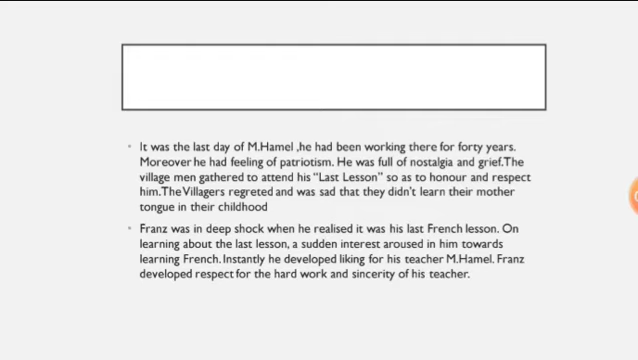 • It was the last day of M.Hamel ,he had been working there for forty years.
Moreover he had feeling of patriotism. He was full of nostalgia and grief.The
village men gathered to attend his “Last Lesson” so as to honour and respect
him.The Villagers regreted and was sad that they didn’t learn their mother
tongue in their childhood
• Franz was in deep shock when he realised it was his last French lesson. On
learning about the last lesson, a sudden interest aroused in him towards
learning French. Instantly he developed liking for his teacher M.Hamel. Franz
developed respect for the hard work and sincerity of his teacher.